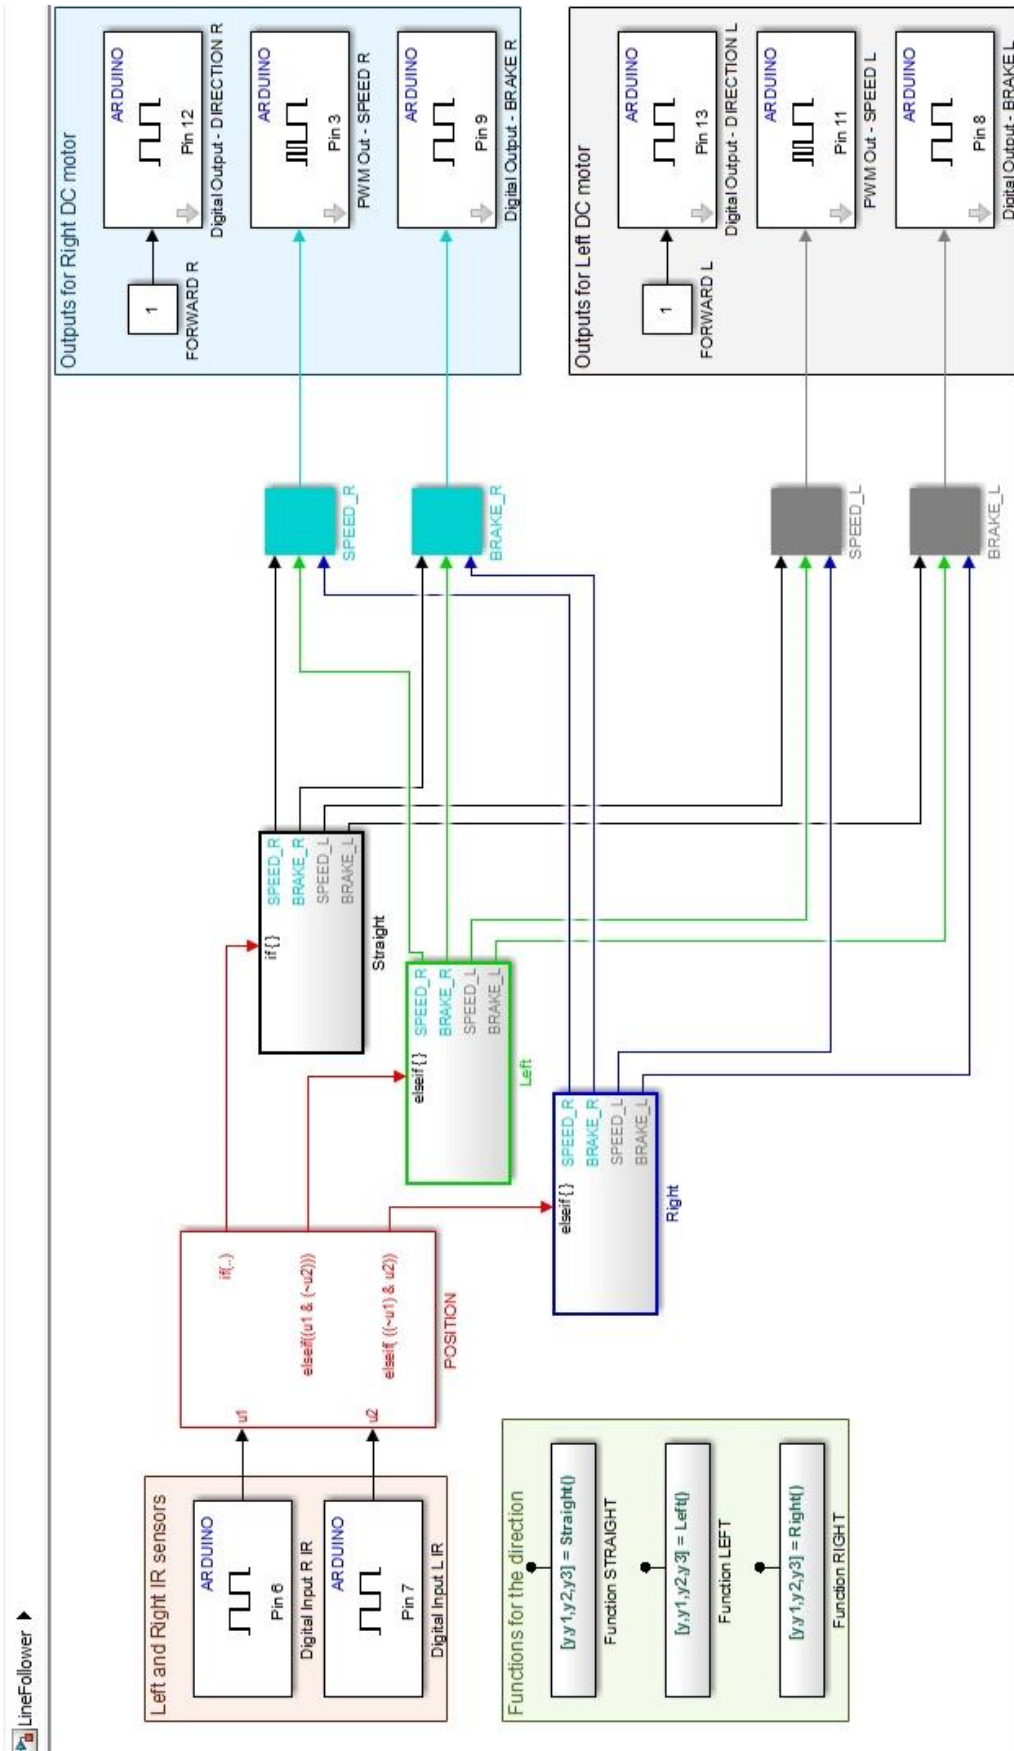 LineFollower
Left and Right IR sensors
ARDUINO
Pin 6
Digital Input R IR
ARDUINO
Pin 7
Digital Input L IR
Functions for the direction
[y,y1,y2,y3] = Straight()
Function STRAIGHT
[y,y1,y2,y3] = Left()
Function LEFT
[y,y1,y2,y3] = Right()
Function RIGHT
u1
u2
if(..)
elseif((u1 & (~u2)))
elseif( ((~u1) & u2))
POSITION
if{ }
SPEED_R
BRAKE_R
SPEED_L
BRAKE_L
Straight
elseif{ }
SPEED_R
BRAKE_R
SPEED_L
BRAKE_L
Left
elseif{ }
SPEED_R
BRAKE_R
SPEED_L
BRAKE_L
Right
SPEED_R
BRAKE_R
SPEED_L
BRAKE_L
Outputs for Right DC motor
1
FORWARD R
ARDUINO
Pin 12
Digital Output - DIRECTION R
ARDUINO
Pin 3
PWM Out - SPEED R
ARDUINO
Pin 9
Digital Output - BRAKE R
Outputs for Left DC motor
1
FORWARD L
ARDUINO
Pin 13
Digital Output - DIRECTION L
ARDUINO
Pin 11
PWM Out - SPEED L
ARDUINO
Pin 8
Digital Output - BRAKE L